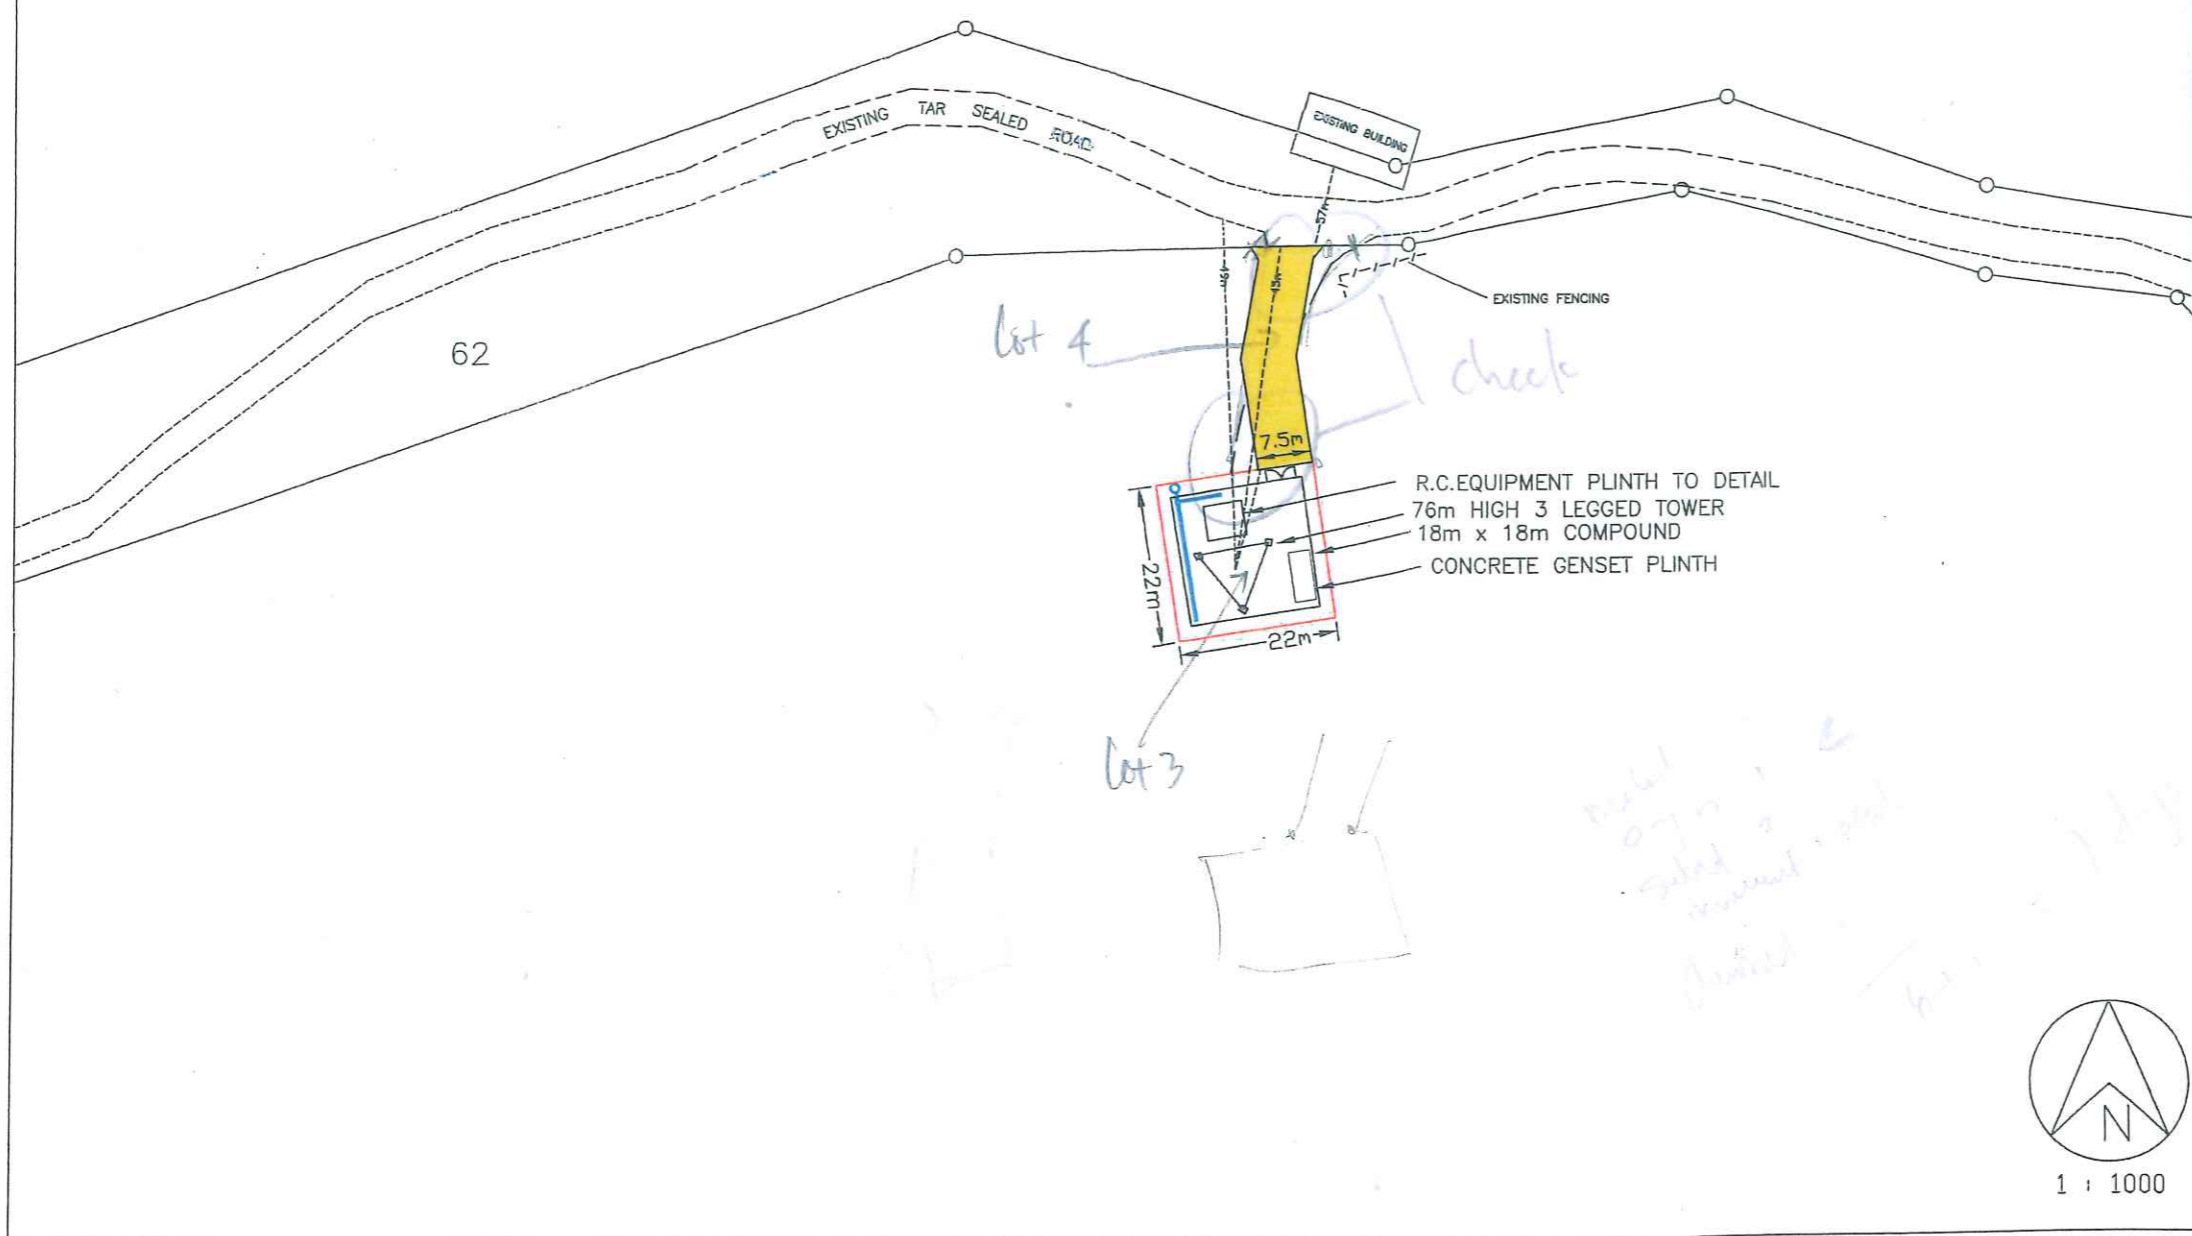 EXISTING TAR SEALED ROAD
EXISTING BUILDING
57m
EXISTING FENCING
62
Lot 4
check
7.5m
R.C.EQUIPMENT PLINTH TO DETAIL
76m HIGH 3 LEGGED TOWER
18m x 18m COMPOUND
CONCRETE GENSET PLINTH
22m
22m
Lot 3
N
1 : 1000